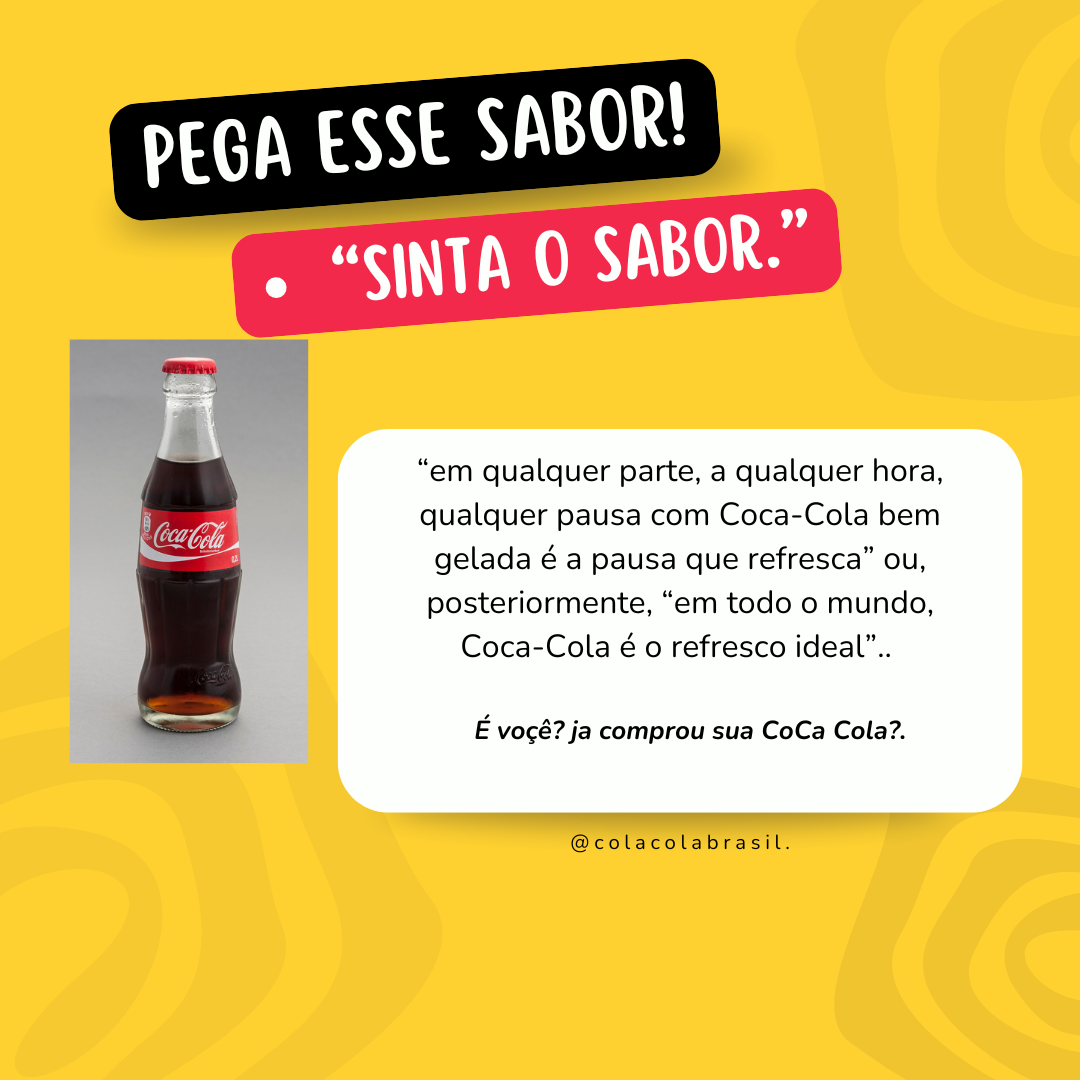 PEGA ESSE SABOR!
• “SINTA O SABOR.”
Coca-Cola
“em qualquer parte, a qualquer hora,
qualquer pausa com Coca-Cola bem
gelada é a pausa que refresca” ou,
posteriormente, “em todo o mundo,
Coca-Cola é o refresco ideal”..
É voçê? ja comprou sua CoCa Cola?.
@colacolabrasil.